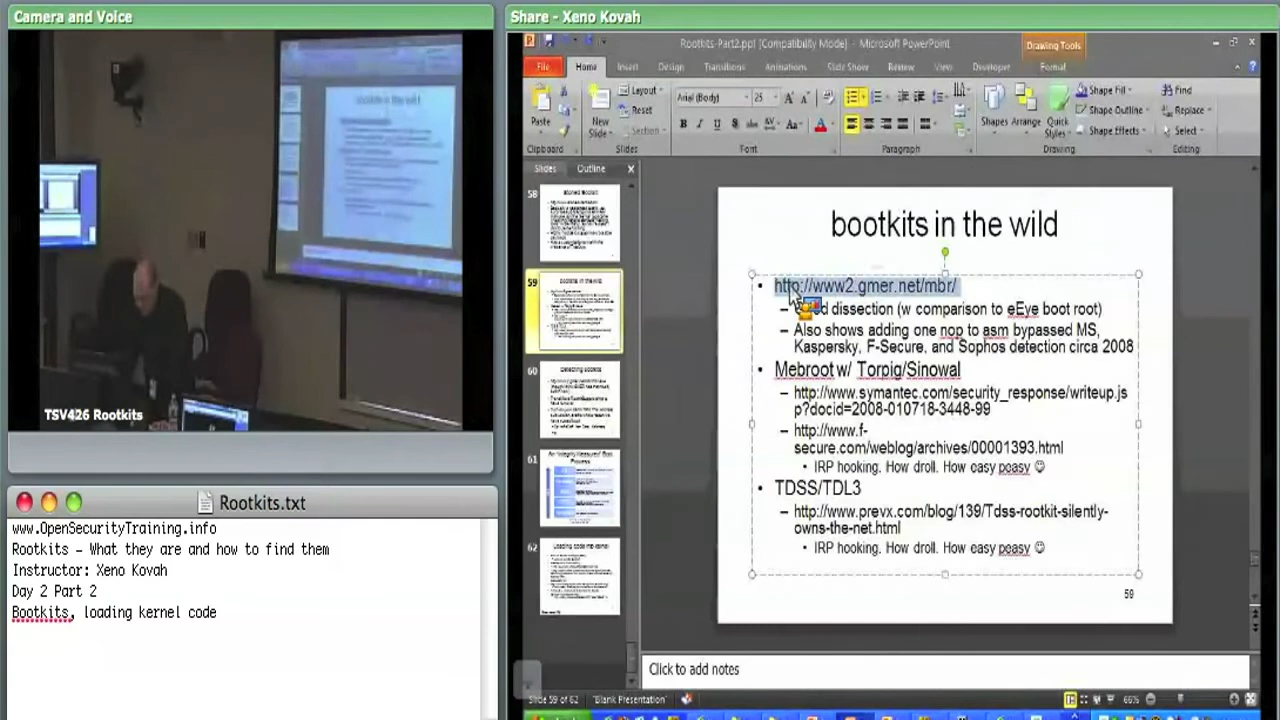 Camera and Voice
TSV426 Rootkits
Rootkits.txt
www.OpenSecurityTraining.info
Rootkits – What they are and how to find them
Instructor: Xeno Kovah
Day 2 Part 2
Bootkits, loading kernel code
Share - Xeno Kovah
Rootkits-Part2.ppt [Compatibility Mode] - Microsoft PowerPoint
Drawing Tools
File Home Insert Design Transitions Animations Slide Show Review View Developer Format
Paste
New
Slide
Layout
Reset
Section
Arial (Body) 25
Shapes Arrange Quick
Styles
Shape Fill
Shape Outline
Shape Effects
Find
Replace
Select
Clipboard Slides Font Paragraph Drawing Editing
Slides Outline
58
59
60
61
62
bootkits in the wild
• http://www2.gmer.net/mbr/
dissection (w comparison to eEye boot root)
– Also shows adding one nop to asm bypassed MS,
Kaspersky, F-Secure, and Sophos detection circa 2008
• Mebroot w/ Torpig/Sinowal
– http://www.symantec.com/security_response/writeup.js
p?docid=2008-010718-3448-99
– http://www.f-
secure.com/weblog/archives/00001393.html
• IRP hooking. How droll. How easy peasy ☺
• TDSS/TDL3
– http://www.prevx.com/blog/139/Tdss-rootkit-silently-
owns-the-net.html
• IRP hooking. How droll. How easy peasy ☺
59
Click to add notes
Slide 59 of 62 "Blank Presentation" 66%